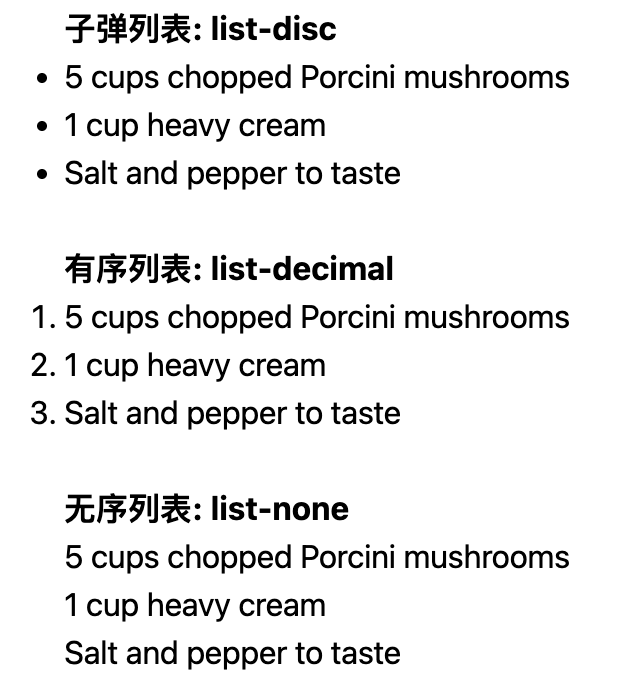 子弹列表: list-disc
• 5 cups chopped Porcini mushrooms
• 1 cup heavy cream
• Salt and pepper to taste
有序列表: list-decimal
1. 5 cups chopped Porcini mushrooms
2. 1 cup heavy cream
3. Salt and pepper to taste
无序列表: list-none
5 cups chopped Porcini mushrooms
1 cup heavy cream
Salt and pepper to taste